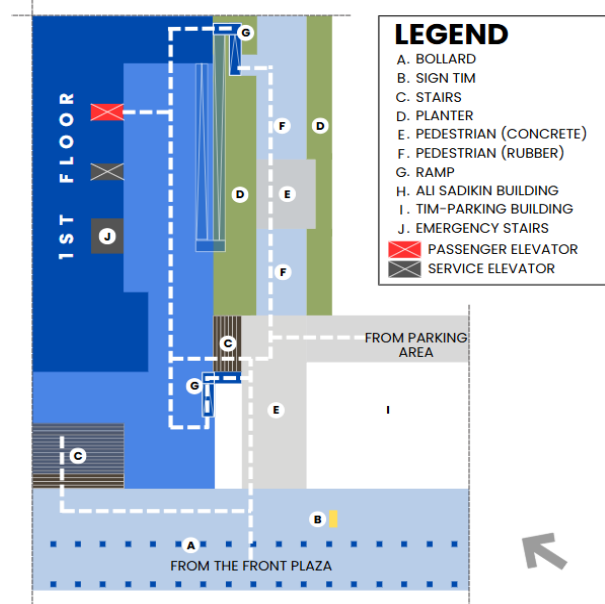 LEGEND
A. BOLLARD
B. SIGN TIM
C. STAIRS
D. PLANTER
E. PEDESTRIAN (CONCRETE)
F. PEDESTRIAN (RUBBER)
G. RAMP
H. ALI SADIKIN BUILDING
I. TIM-PARKING BUILDING
J. EMERGENCY STAIRS
PASSENGER ELEVATOR
SERVICE ELEVATOR
1ST FLOOR
G
F
D
D
E
J
F
C
FROM PARKING
AREA
G
E
I
C
B
A
FROM THE FRONT PLAZA